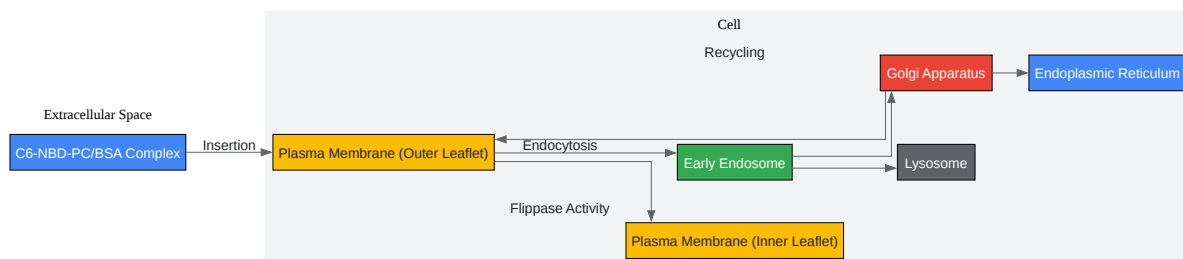 Cell
Recycling
Golgi Apparatus
Endoplasmic Reticulum
Extracellular Space
C6-NBD-PC/BSA Complex
Insertion
Plasma Membrane (Outer Leaflet)
Endocytosis
Early Endosome
Lysosome
Flippase Activity
Plasma Membrane (Inner Leaflet)